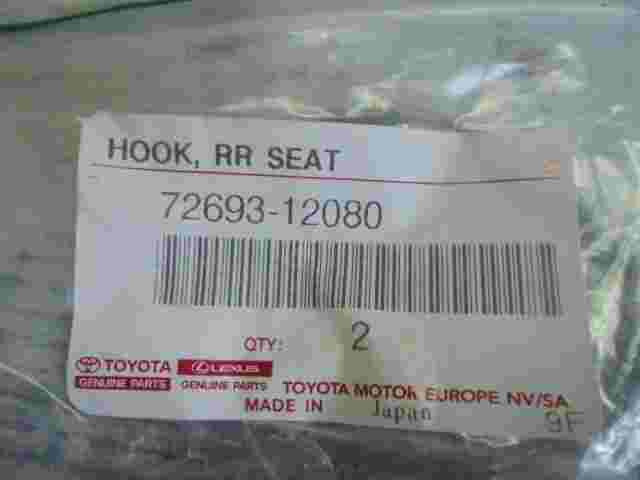 HOOK, RR SEAT
72693-12080
QTY: 2
TOYOTA LEXUS
GENUINE PARTS GENUINE PARTS TOYOTA MOTOR EUROPE NV/SA
MADE IN Japan 9F